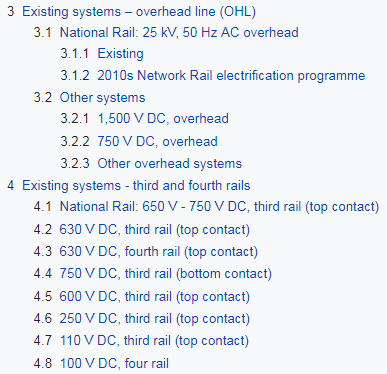 3 Existing systems – overhead line (OHL)
3.1 National Rail: 25 kV, 50 Hz AC overhead
3.1.1 Existing
3.1.2 2010s Network Rail electrification programme
3.2 Other systems
3.2.1 1,500 V DC, overhead
3.2.2 750 V DC, overhead
3.2.3 Other overhead systems
4 Existing systems - third and fourth rails
4.1 National Rail: 650 V - 750 V DC, third rail (top contact)
4.2 630 V DC, third rail (top contact)
4.3 630 V DC, fourth rail (top contact)
4.4 750 V DC, third rail (bottom contact)
4.5 600 V DC, third rail (top contact)
4.6 250 V DC, third rail (top contact)
4.7 110 V DC, third rail (top contact)
4.8 100 V DC, four rail